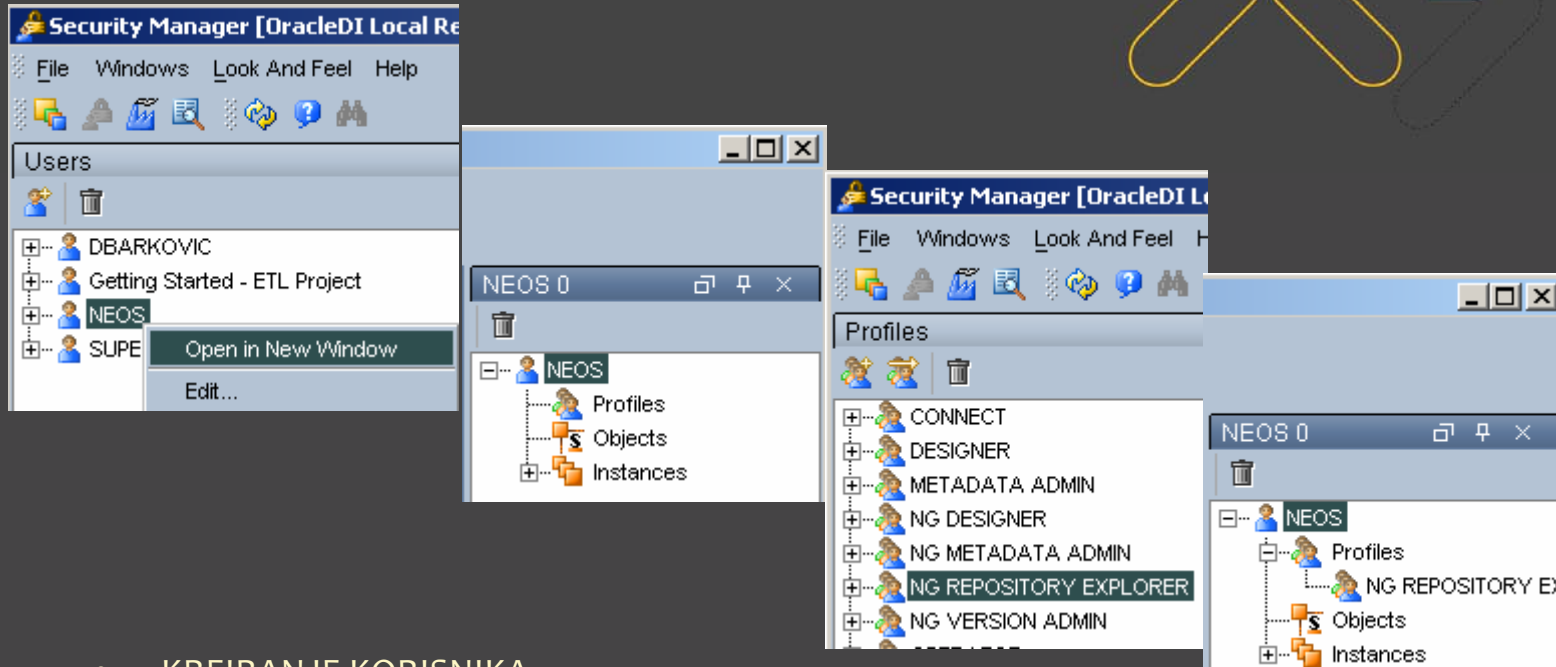 Security Manager [OracleDI Local Re
File Windows Look And Feel Help
Users
DBARKOVIC
Getting Started - ETL Project
NEOS
SUPE
Open in New Window
Edit...
NEOS 0
NEOS
Profiles
Objects
Instances
Security Manager [OracleDI L
File Windows Look And Feel H
Profiles
CONNECT
DESIGNER
METADATA ADMIN
NG DESIGNER
NG METADATA ADMIN
NG REPOSITORY EXPLORER
NG VERSION ADMIN
NEOS 0
NEOS
Profiles
NG REPOSITORY E
Objects
Instances
KREIRANJE KORISNIKA